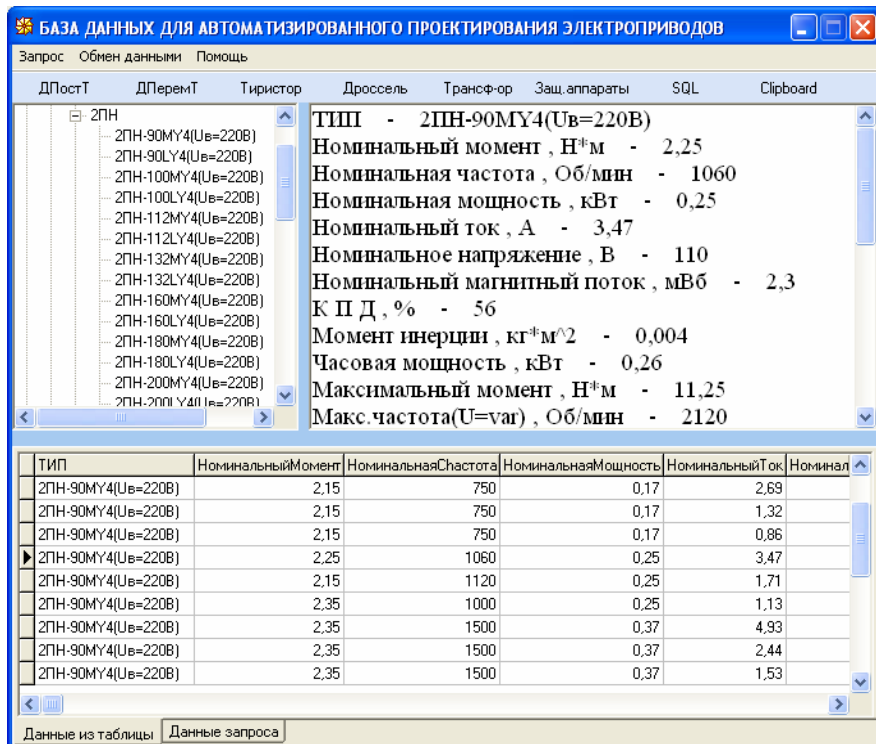 БАЗА ДАННЫХ ДЛЯ АВТОМАТИЗИРОВАННОГО ПРОЕКТИРОВАНИЯ ЭЛЕКТРОПРИВОДОВ
Запрос Обмен данными Помощь
ДПостТ ДПеремТ Тиристор Дроссель Трансф-ор Защ.аппараты SQL Clipboard
2ПН
2ПН-90МУ4(Uв=220В)
2ПН-90LУ4(Uв=220В)
2ПН-100МУ4(Uв=220В)
2ПН-100LУ4(Uв=220В)
2ПН-112МУ4(Uв=220В)
2ПН-112LУ4(Uв=220В)
2ПН-132МУ4(Uв=220В)
2ПН-132LУ4(Uв=220В)
2ПН-160МУ4(Uв=220В)
2ПН-160LУ4(Uв=220В)
2ПН-180МУ4(Uв=220В)
2ПН-180LУ4(Uв=220В)
2ПН-200МУ4(Uв=220В)
2ПН-200LУ4(Uв=220В)
ТИП - 2ПН-90МУ4(Uв=220В)
Номинальный момент , Н*м - 2,25
Номинальная частота , Об/мин - 1060
Номинальная мощность , кВт - 0,25
Номинальный ток , А - 3,47
Номинальное напряжение , В - 110
Номинальный магнитный поток , мВб - 2,3
К П Д , % - 56
Момент инерции , кг*м^2 - 0,004
Часовая мощность , кВт - 0,26
Максимальный момент , Н*м - 11,25
Макс.частота(U=var) , Об/мин - 2120
ТИП НоминальныйМомент НоминальнаяСhастота НоминальнаяМощность НоминальныйТок Номинал
2ПН-90МУ4(Uв=220В) 2,15 750 0,17 2,69
2ПН-90МУ4(Uв=220В) 2,15 750 0,17 1,32
2ПН-90МУ4(Uв=220В) 2,15 750 0,17 0,86
2ПН-90МУ4(Uв=220В) 2,25 1060 0,25 3,47
2ПН-90МУ4(Uв=220В) 2,15 1120 0,25 1,71
2ПН-90МУ4(Uв=220В) 2,35 1000 0,25 1,13
2ПН-90МУ4(Uв=220В) 2,35 1500 0,37 4,93
2ПН-90МУ4(Uв=220В) 2,35 1500 0,37 2,44
2ПН-90МУ4(Uв=220В) 2,35 1500 0,37 1,53
Данные из таблицы Данные запроса